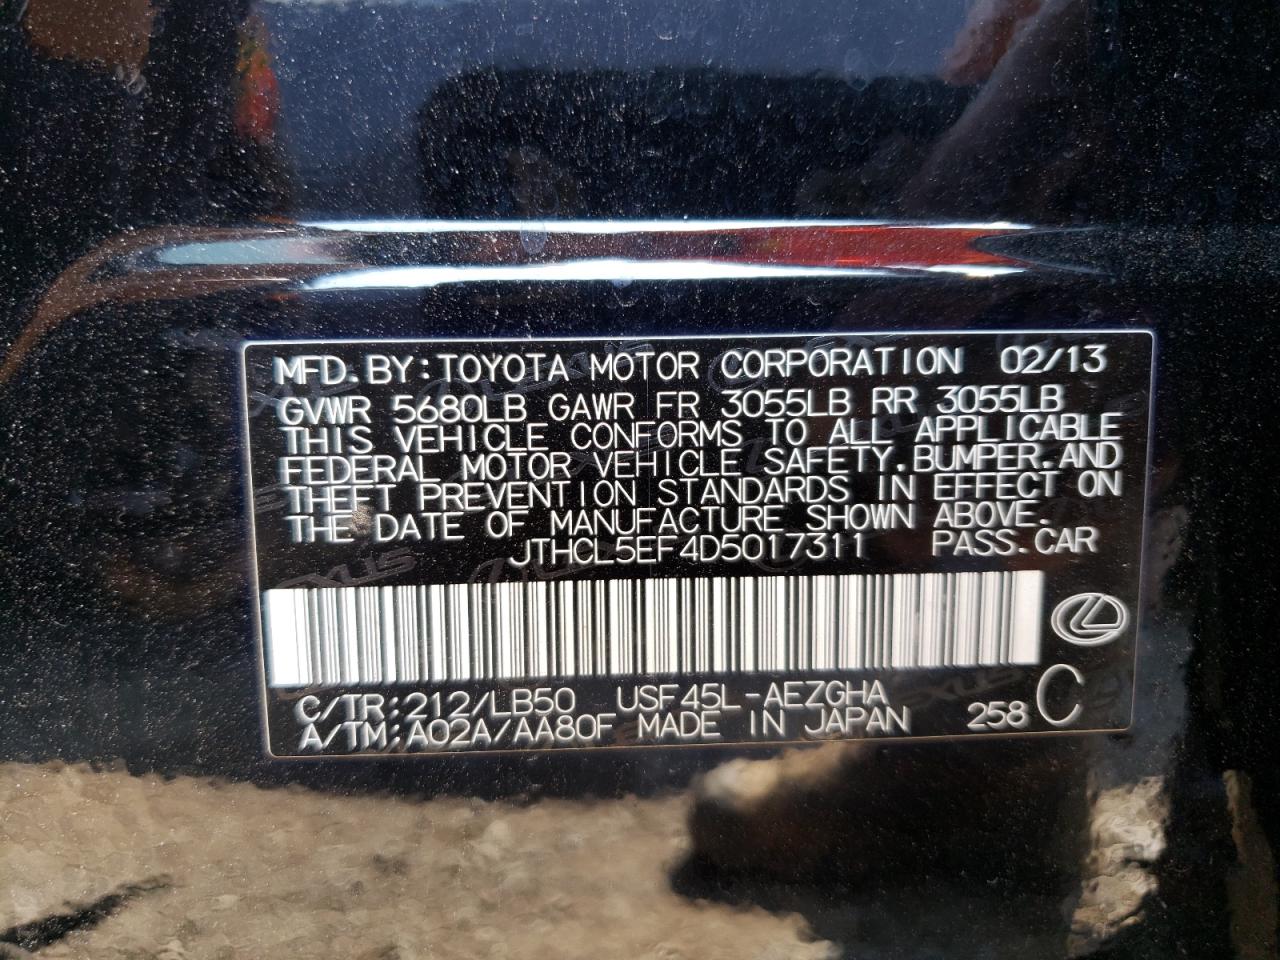 MFD.BY:TOYOTA MOTOR CORPORATION 02/13
GVWR 5680LB GAWR FR 3055LB RR 3055LB
THIS VEHICLE CONFORMS TO ALL APPLICABLE
FEDERAL MOTOR VEHICLE SAFETY.BUMPER.AND
THEFT PREVENTION STANDARDS IN EFFECT ON
THE DATE OF MANUFACTURE SHOWN ABOVE.
JTHCL5EF4D5017311 PASS.CAR
C/TR:212/LB50 USF45L-AEZGHA
A/TM:A02A/AA80F MADE IN JAPAN 258 C